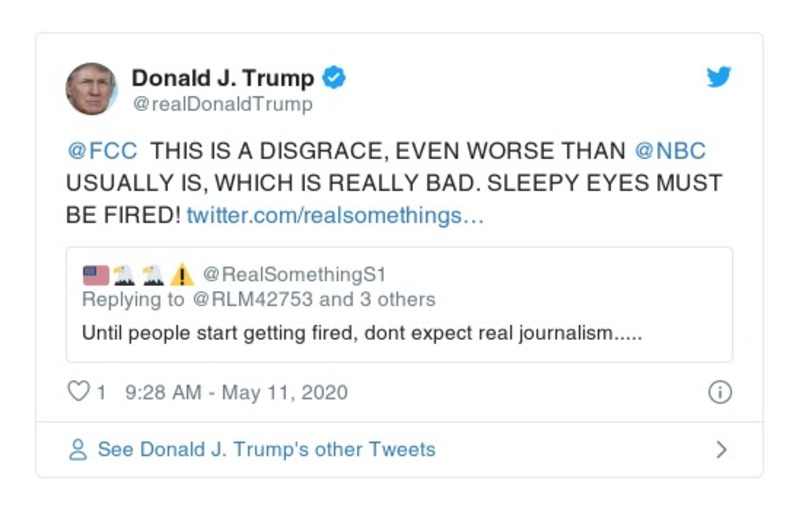 Donald J. Trump
@realDonaldTrump
@FCC THIS IS A DISGRACE, EVEN WORSE THAN @NBC
USUALLY IS, WHICH IS REALLY BAD. SLEEPY EYES MUST
BE FIRED! twitter.com/realsomethings…
🇺🇸🦅🦅⚠️ @RealSomethingS1
Replying to @RLM42753 and 3 others
Until people start getting fired, dont expect real journalism.....
1 9:28 AM - May 11, 2020
See Donald J. Trump's other Tweets